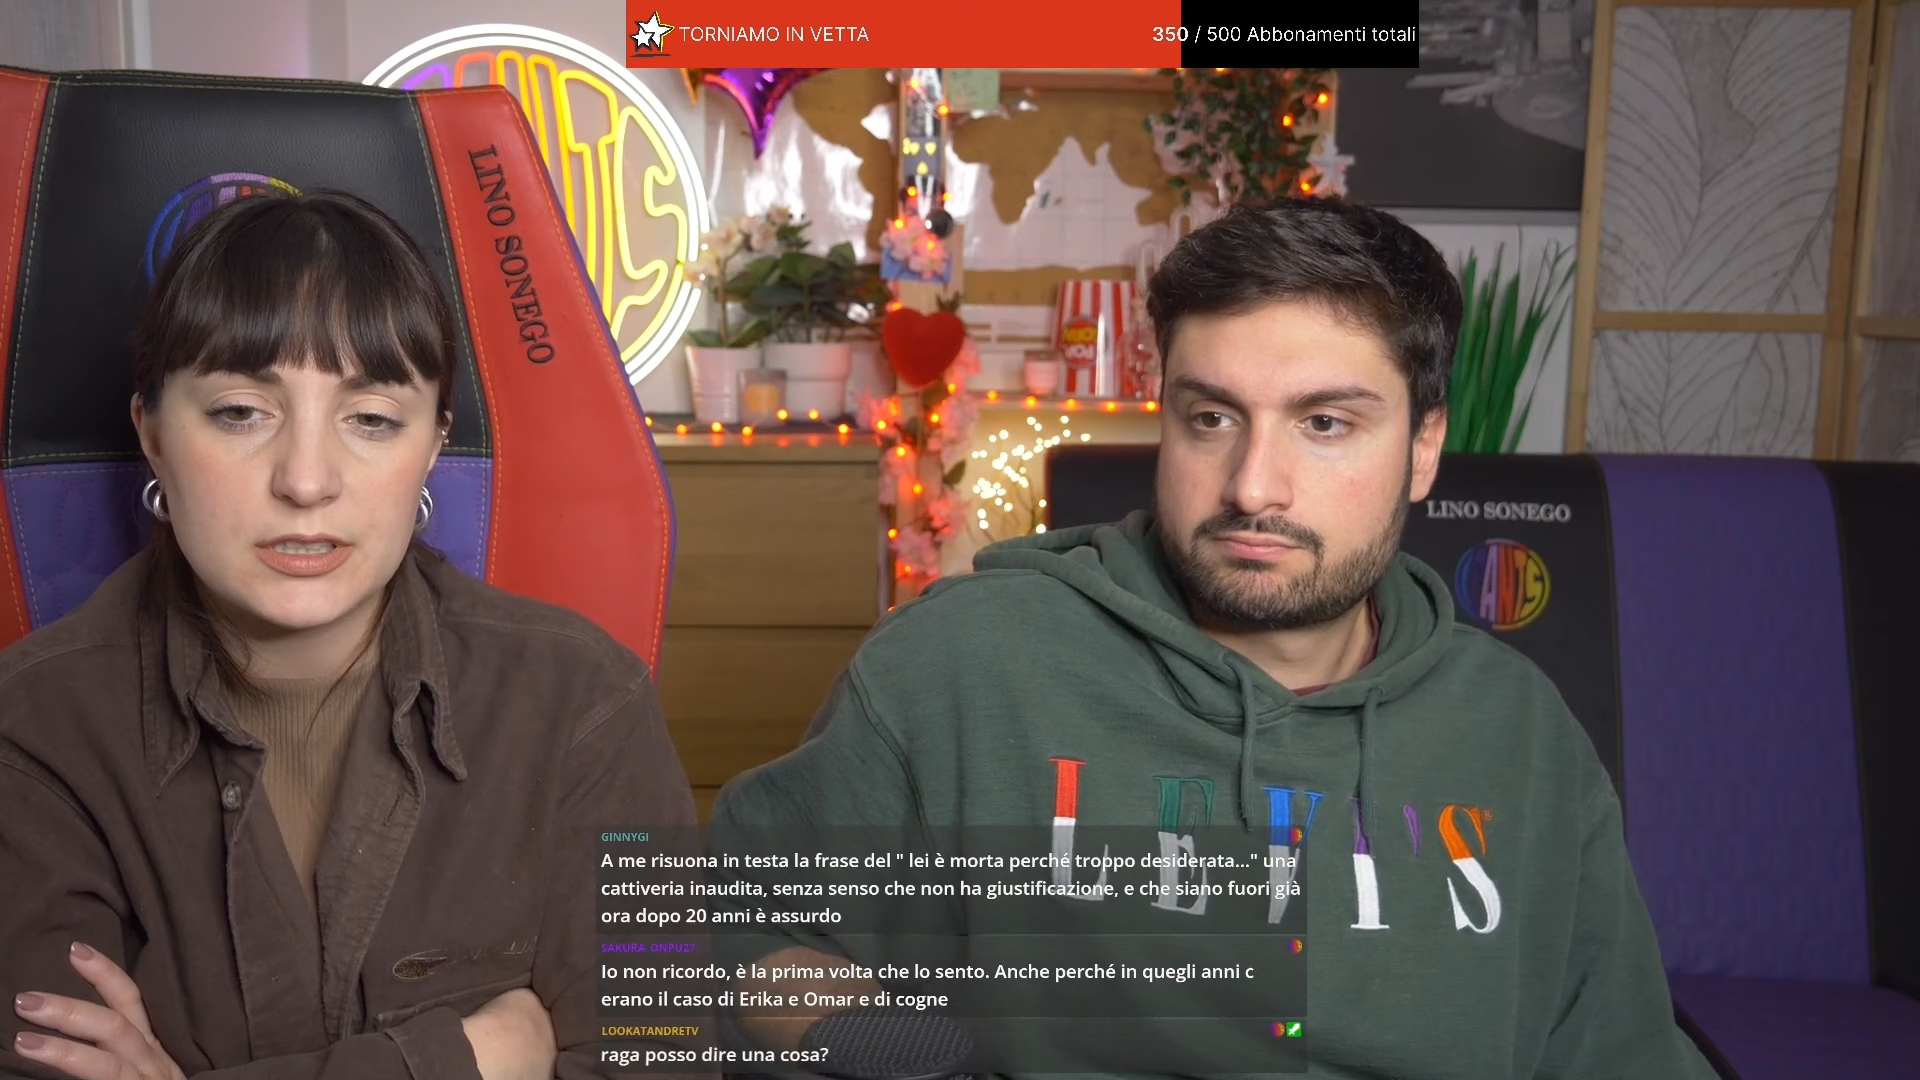 TORNIAMO IN VETTA
350 / 500 Abbonamenti totali
LINO SONEGO
LINO SONEGO
ANTS
LEVI'S®
GINNYGI
A me risuona in testa la frase del " lei è morta perché troppo desiderata..." una
cattiveria inaudita, senza senso che non ha giustificazione, e che siano fuori già
ora dopo 20 anni è assurdo
SAKURA_ONPU27
Io non ricordo, è la prima volta che lo sento. Anche perché in quegli anni c
erano il caso di Erika e Omar e di cogne
LOOKATANDRETV
raga posso dire una cosa?